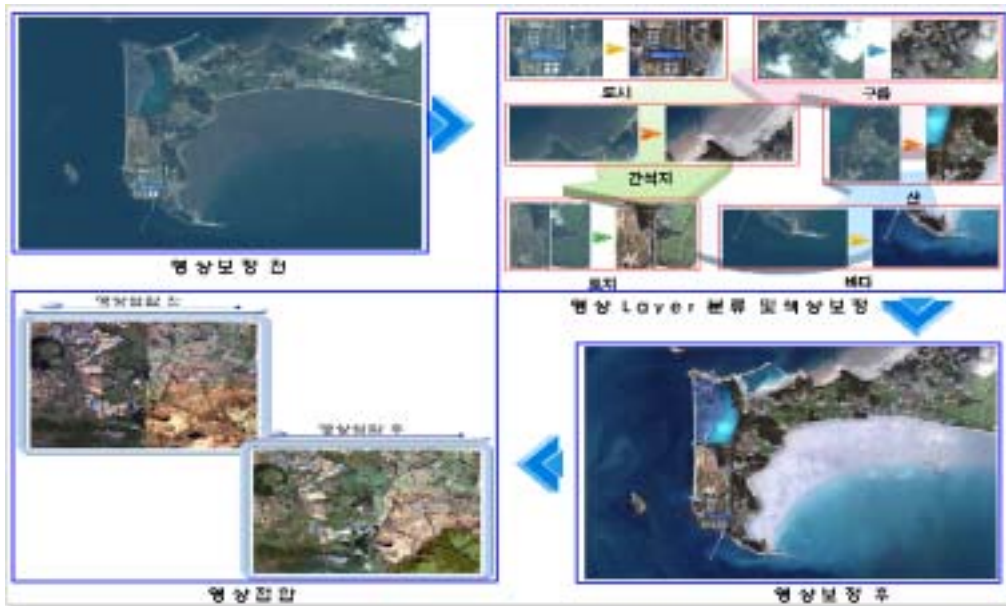 영상보정 전
도시
구름
간석지
산
토지
바다
영상 Layer 분류 및 색상보정
영상접합 전
영상접합 후
영상접합
영상보정 후